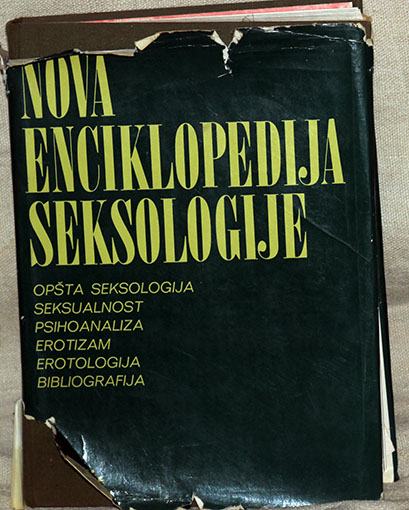 NOVA
ENCIKLOPEDIJA
SEKSOLOGIJE
OPŠTA SEKSOLOGIJA
SEKSUALNOST
PSIHOANALIZA
EROTIZAM
EROTOLOGIJA
BIBLIOGRAFIJA